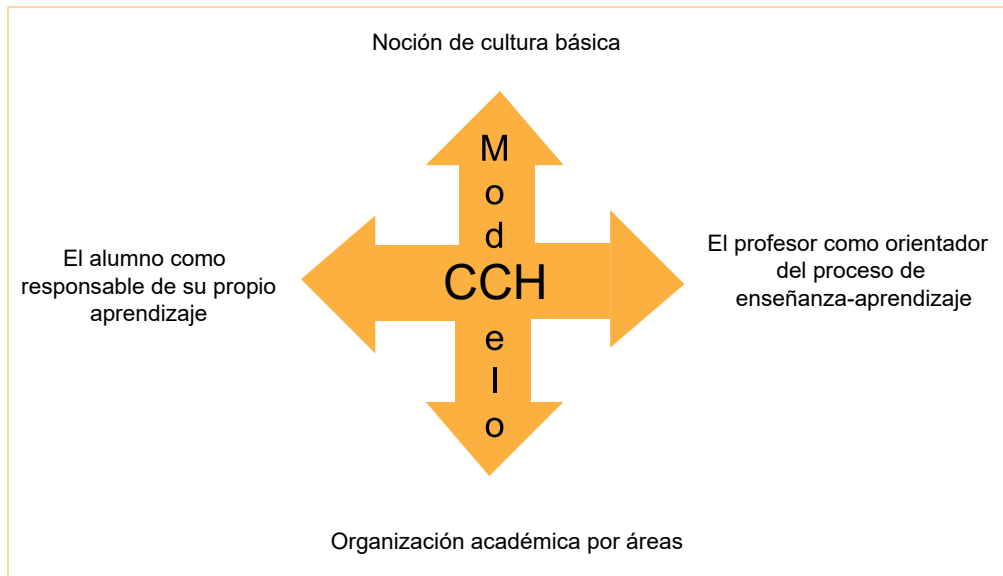 Noción de cultura básica
M
o
d
CCH
e
l
o
El alumno como
responsable de su propio
aprendizaje
El profesor como orientador
del proceso de
enseñanza-aprendizaje
Organización académica por áreas